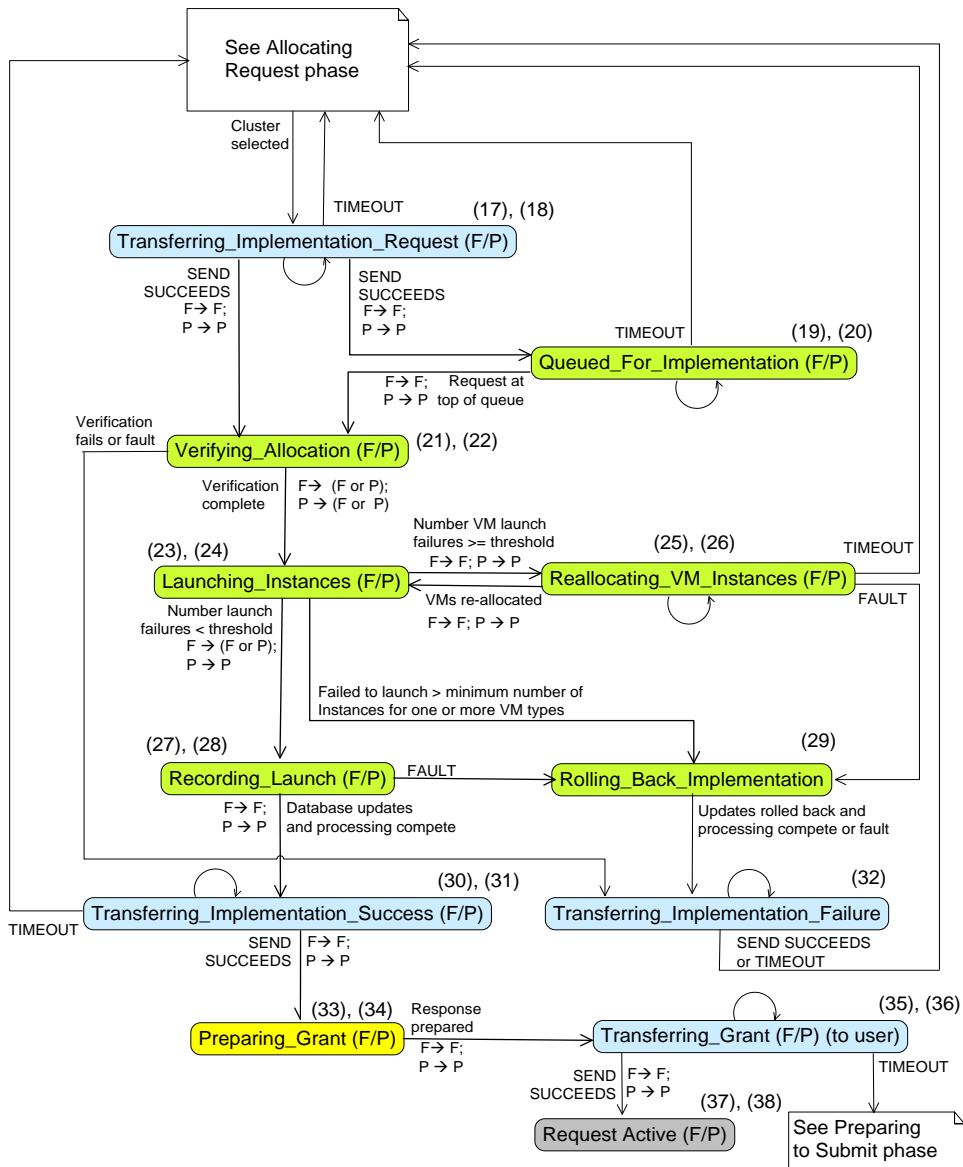 See Allocating
Request phase
Cluster
selected
TIMEOUT
(17), (18)
Transferring_Implementation_Request (F/P)
SEND
SUCCEEDS
F→ F;
P → P
SEND
SUCCEEDS
F→ F;
P → P
TIMEOUT
(19), (20)
Queued_For_Implementation (F/P)
F→ F;
P → P
Request at
top of queue
Verification
fails or fault
(21), (22)
Verifying_Allocation (F/P)
Verification
complete
F→ (F or P);
P → (F or P)
Number VM launch
failures >= threshold
F→ F; P → P
(23), (24)
(25), (26)
TIMEOUT
Launching_Instances (F/P)
Reallocating_VM_Instances (F/P)
FAULT
VMs re-allocated
F→ F; P → P
Number launch
failures < threshold
F → (F or P);
P → P
Failed to launch > minimum number of
Instances for one or more VM types
(27), (28)
(29)
Recording_Launch (F/P)
FAULT
Rolling_Back_Implementation
F→ F;
P → P
Database updates
and processing compete
Updates rolled back and
processing compete or fault
(30), (31)
(32)
Transferring_Implementation_Success (F/P)
Transferring_Implementation_Failure
TIMEOUT
SEND
SUCCEEDS
F→ F;
P → P
SEND SUCCEEDS
or TIMEOUT
(33), (34)
Response
prepared
(35), (36)
Preparing_Grant (F/P)
F→ F;
P → P
Transferring_Grant (F/P) (to user)
SEND
SUCCEEDS
F→ F;
P → P
TIMEOUT
(37), (38)
Request Active (F/P)
See Preparing
to Submit phase